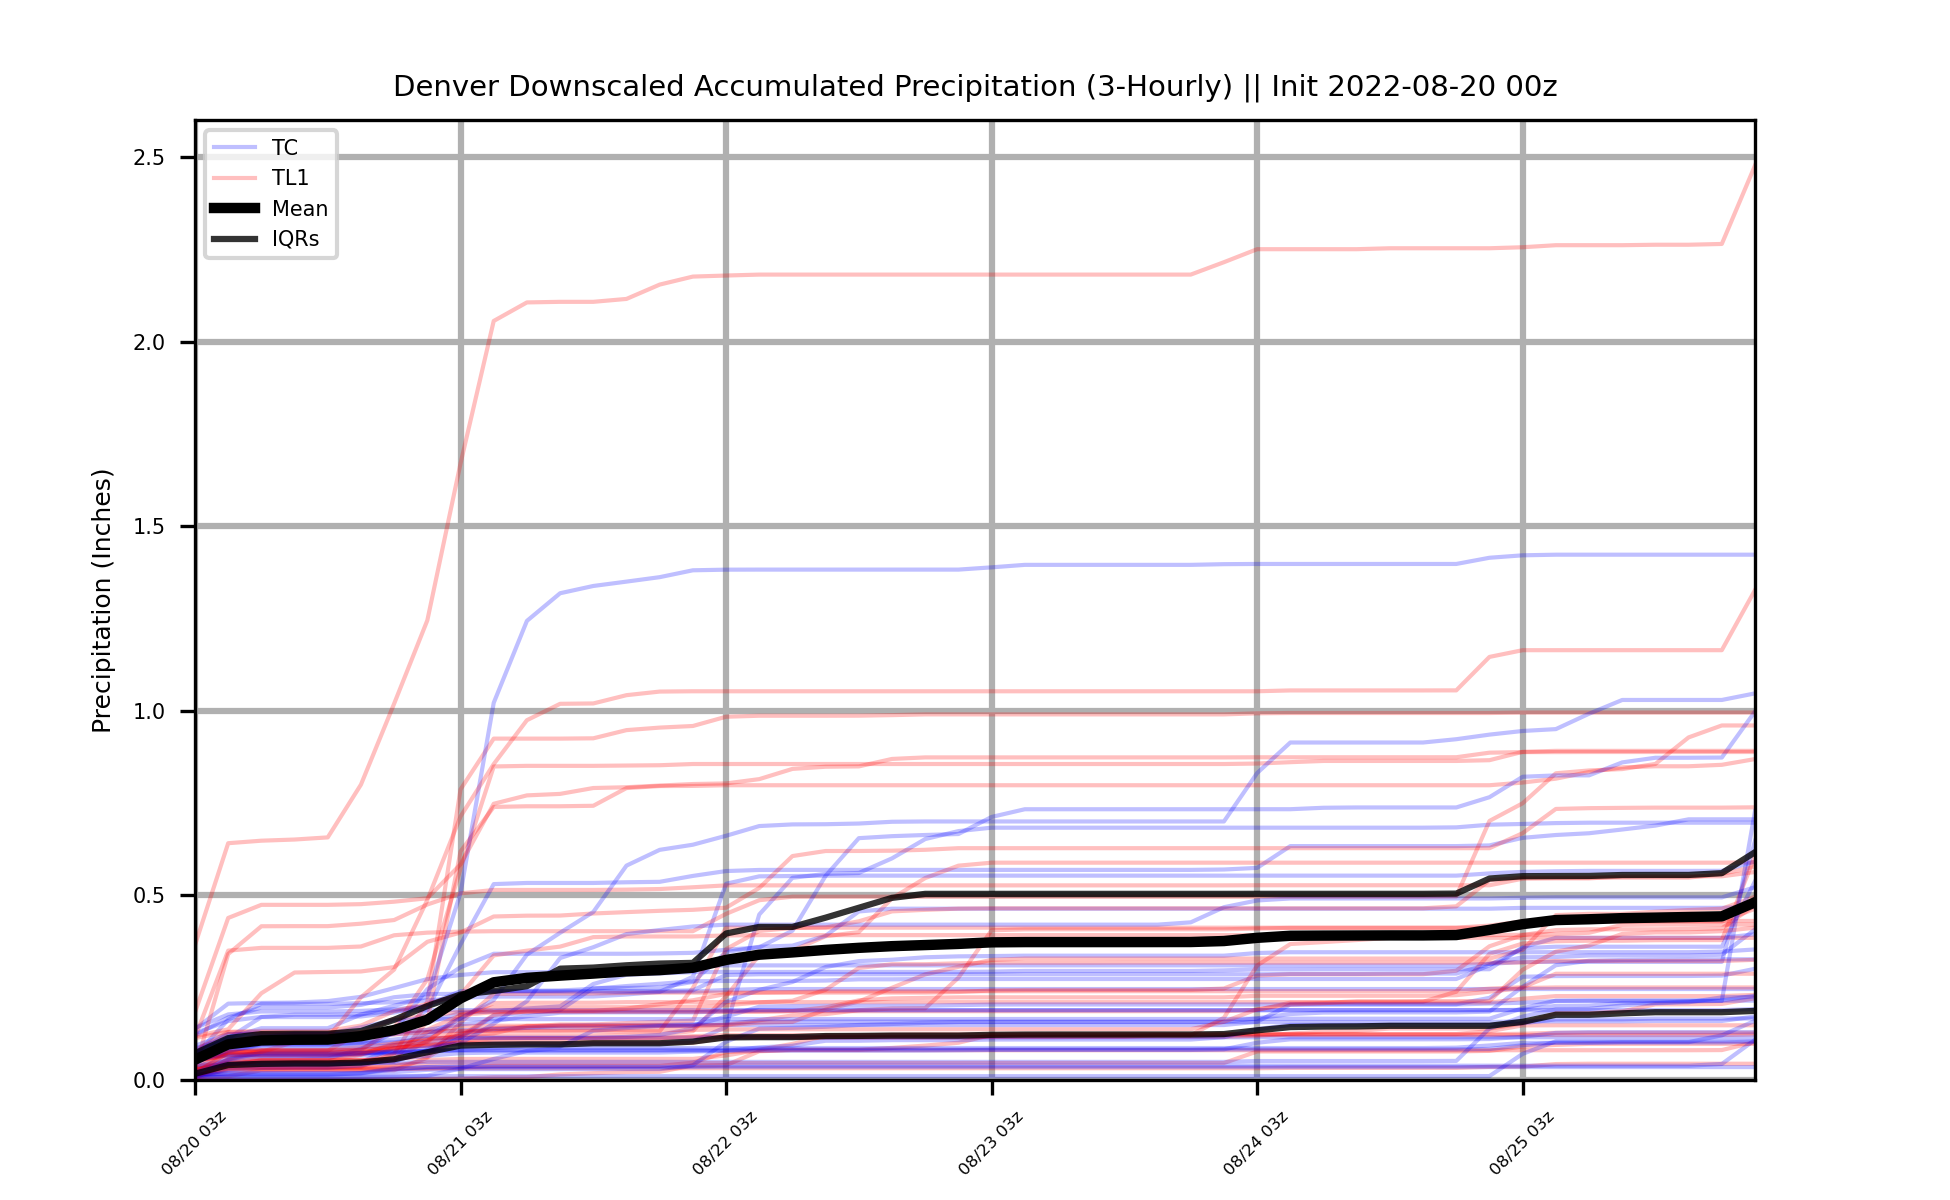 Denver Downscaled Accumulated Precipitation (3-Hourly) || Init 2022-08-20 00z
TC
TL1
Mean
IQRs
Precipitation (Inches)
2.5
2.0
1.5
1.0
0.5
0.0
08/20 03z
08/21 03z
08/22 03z
08/23 03z
08/24 03z
08/25 03z